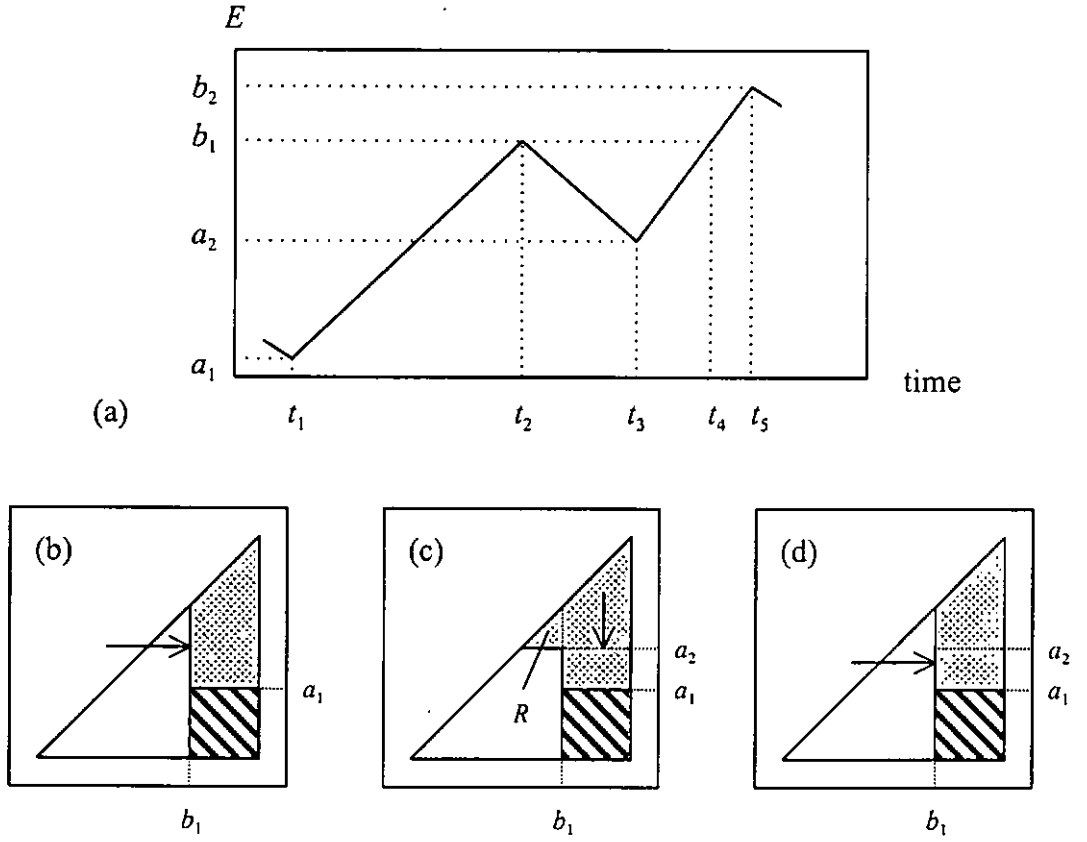 E
b₂
b₁
a₂
a₁
time
(a)
t₁ t₂ t₃ t₄ t₅
(b) (c) (d)
a₂ a₂
a₁ R a₁ a₁
b₁ b₁ b₁